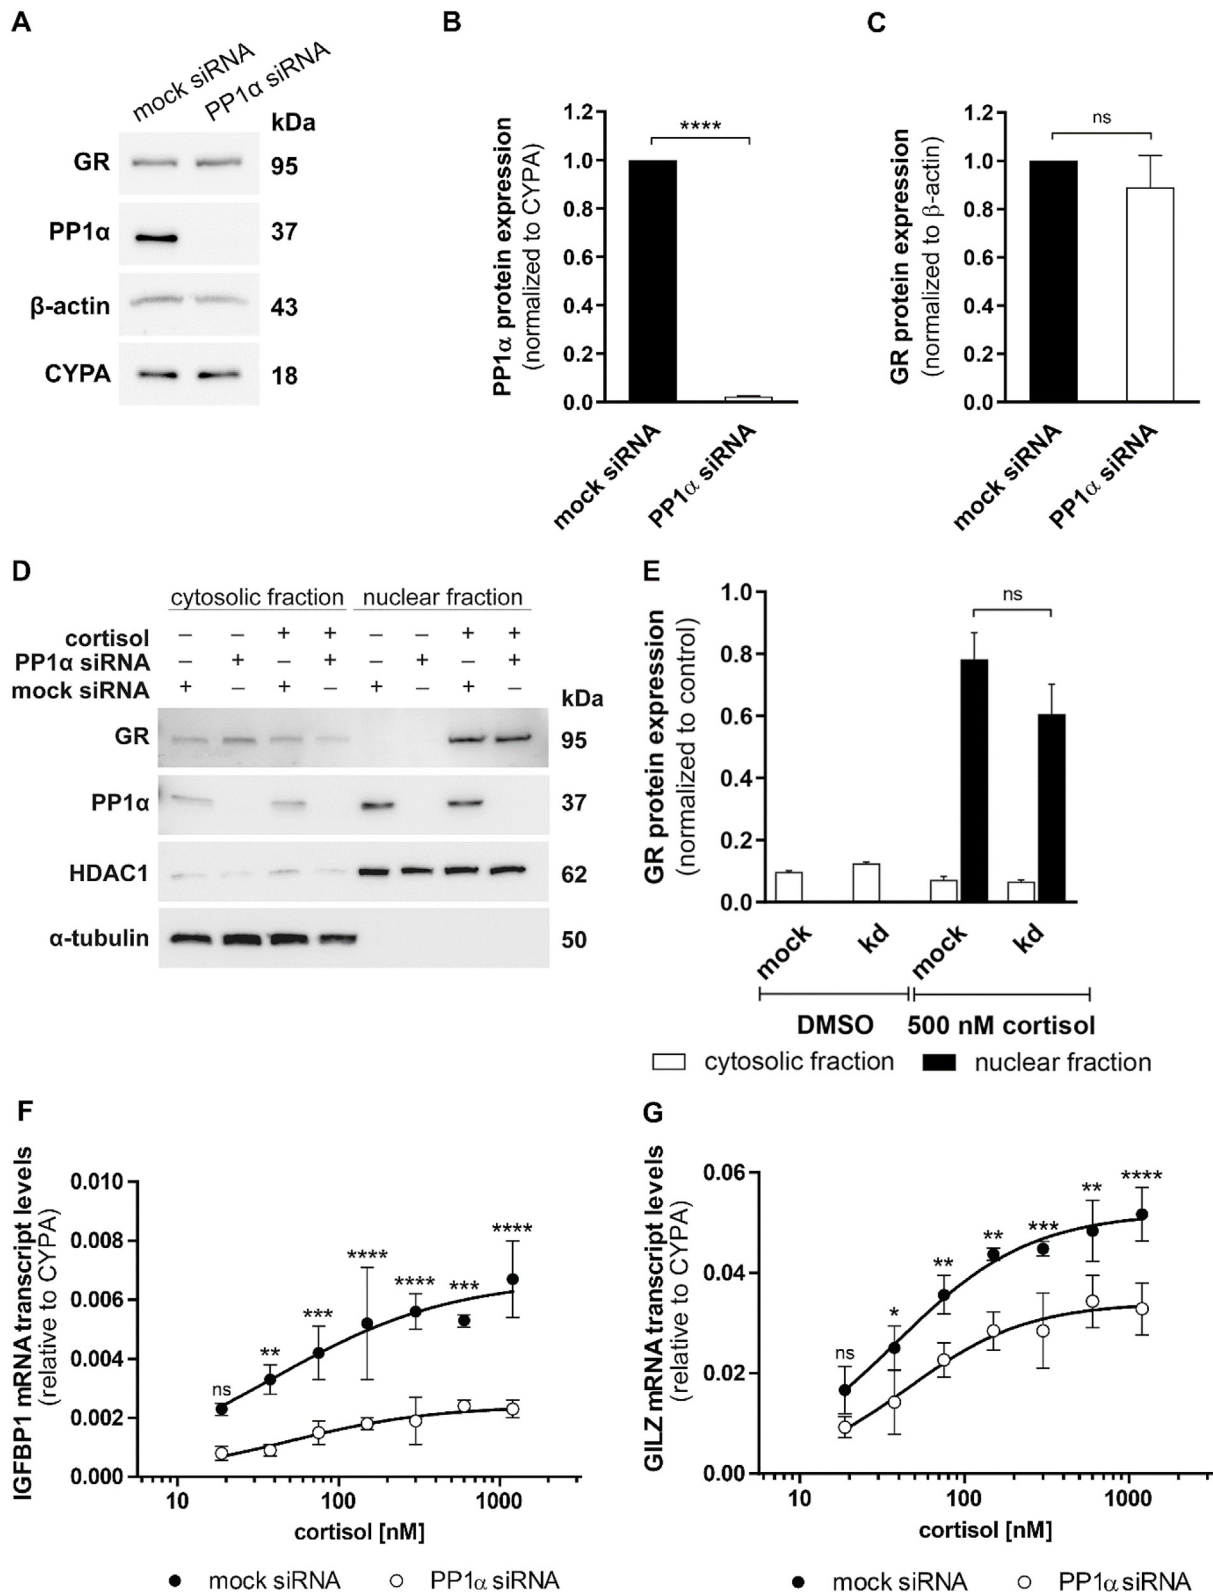 A
mock siRNA
PP1α siRNA
kDa
GR
95
PP1α
37
β-actin
43
CYPA
18
B
PP1α protein expression
(normalized to CYPA)
1.2
1.0
0.8
0.6
0.4
0.2
0.0
****
mock siRNA
PP1α siRNA
C
GR protein expression
(normalized to β-actin)
1.2
1.0
0.8
0.6
0.4
0.2
0.0
ns
mock siRNA
PP1α siRNA
D
cytosolic fraction nuclear fraction
cortisol − − + + − − + +
PP1α siRNA − + − + − + − +
mock siRNA + − + − + − + −
kDa
GR
95
PP1α
37
HDAC1
62
α-tubulin
50
E
GR protein expression
(normalized to control)
1.0
0.8
0.6
0.4
0.2
0.0
ns
mock kd mock kd
DMSO 500 nM cortisol
cytosolic fraction nuclear fraction
F
IGFBP1 mRNA transcript levels
(relative to CYPA)
0.010
0.008
0.006
0.004
0.002
0.000
ns ** *** **** **** *** ****
10 100 1000
cortisol [nM]
mock siRNA PP1α siRNA
G
GILZ mRNA transcript levels
(relative to CYPA)
0.06
0.04
0.02
0.00
ns * ** ** *** ** ****
10 100 1000
cortisol [nM]
mock siRNA PP1α siRNA